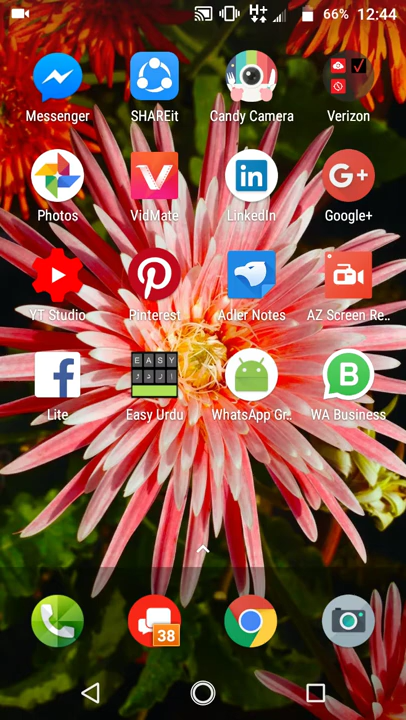 H+ 66% 12:44
Messenger SHAREit Candy Camera Verizon
Photos VidMate LinkedIn Google+
YT Studio Pinterest Adler Notes AZ Screen Re..
Lite Easy Urdu WhatsApp Gr.. WA Business
38